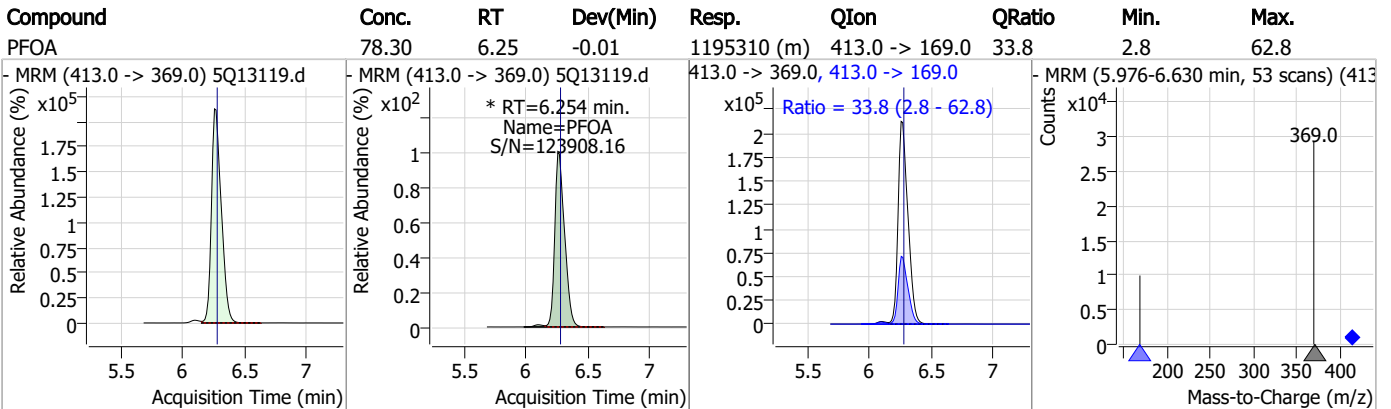 Compound Conc. RT Dev(Min) Resp. QIon QRatio Min. Max.
PFOA 78.30 6.25 -0.01 1195310 (m) 413.0 -> 169.0 33.8 2.8 62.8
- MRM (413.0 -> 369.0) 5Q13119.d
x10⁵
1.75
1.5
1.25
1
0.75
0.5
0.25
0
Relative Abundance (%)
5.5 6 6.5 7
Acquisition Time (min)
- MRM (413.0 -> 369.0) 5Q13119.d
x10²
* RT=6.254 min.
Name=PFOA
S/N=123908.16
1
0.8
0.6
0.4
0.2
0
Relative Abundance (%)
5.5 6 6.5 7
Acquisition Time (min)
413.0 -> 369.0, 413.0 -> 169.0
x10⁵
Ratio = 33.8 (2.8 - 62.8)
2
1.75
1.5
1.25
1
0.75
0.5
0.25
0
5.5 6 6.5 7
Acquisition Time (min)
- MRM (5.976-6.630 min, 53 scans) (413
x10⁴
369.0
3
2.5
2
1.5
1
0.5
0
Counts
200 250 300 350 400
Mass-to-Charge (m/z)